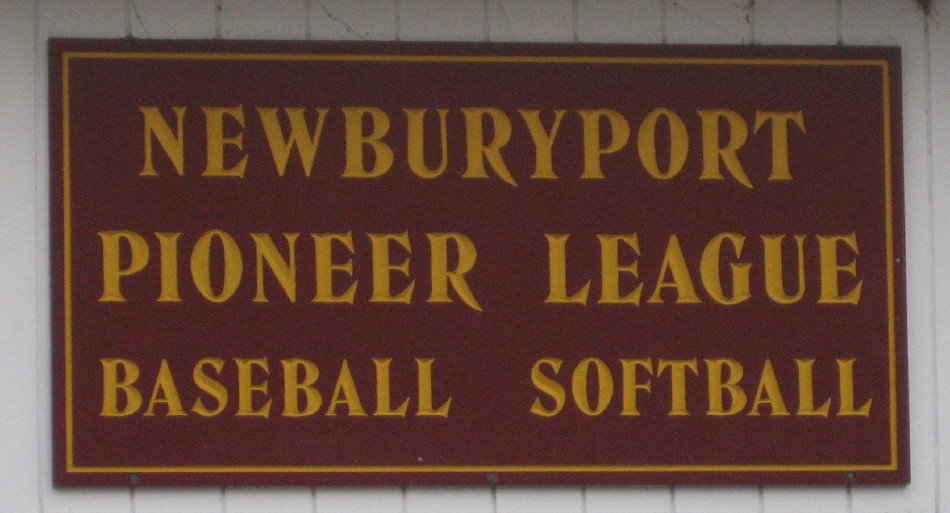 NEWBURYPORT
PIONEER LEAGUE
BASEBALL SOFTBALL